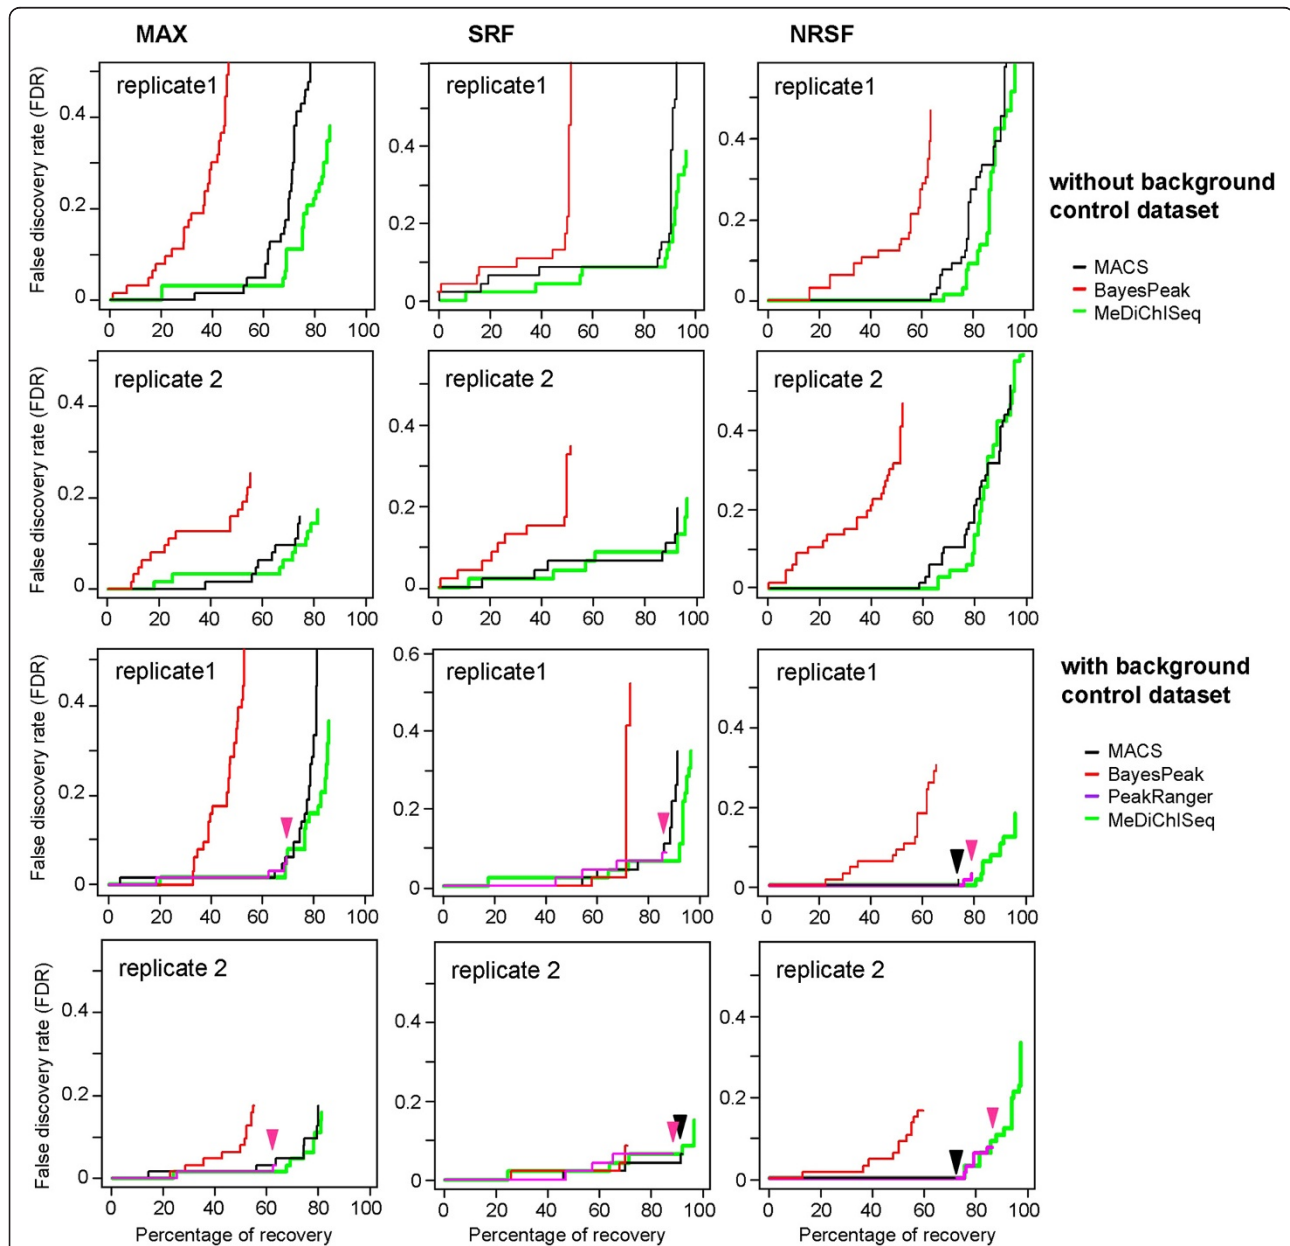 MAX SRF NRSF
replicate1 replicate1 replicate1
False discovery rate (FDR)
0.4 0.4 0.4
0.2 0.2 0.2
0 0 0
0 20 40 60 80 100 0 20 40 60 80 100 0 20 40 60 80 100
without background
control dataset
MACS
BayesPeak
MeDiChISeq
replicate 2 replicate 2 replicate 2
False discovery rate (FDR)
0.4 0.4 0.4
0.2 0.2 0.2
0 0 0
0 20 40 60 80 100 0 20 40 60 80 100 0 20 40 60 80 100
replicate1 replicate1 replicate1
False discovery rate (FDR)
0.6
0.4 0.4 0.4
0.2 0.2 0.2
0 0 0
0 20 40 60 80 100 0 20 40 60 80 100 0 20 40 60 80 100
with background
control dataset
MACS
BayesPeak
PeakRanger
MeDiChISeq
replicate 2 replicate 2 replicate 2
False discovery rate (FDR)
0.4 0.4 0.4
0.2 0.2 0.2
0 0 0
0 20 40 60 80 100 0 20 40 60 80 100 0 20 40 60 80 100
Percentage of recovery Percentage of recovery Percentage of recovery